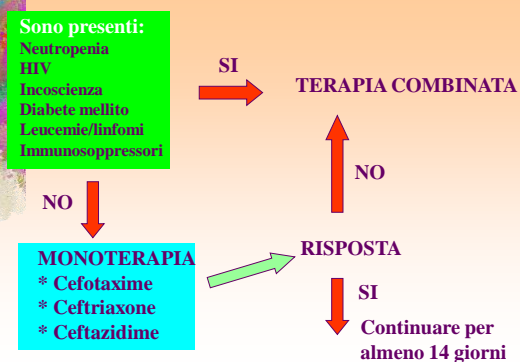 Sono presenti:
Neutropenia
HIV
Incoscienza
Diabete mellito
Leucemie/linfomi
Immunosoppressori
SI
TERAPIA COMBINATA
NO
NO
MONOTERAPIA
* Cefotaxime
* Ceftriaxone
* Ceftazidime
RISPOSTA
SI
Continuare per
almeno 14 giorni